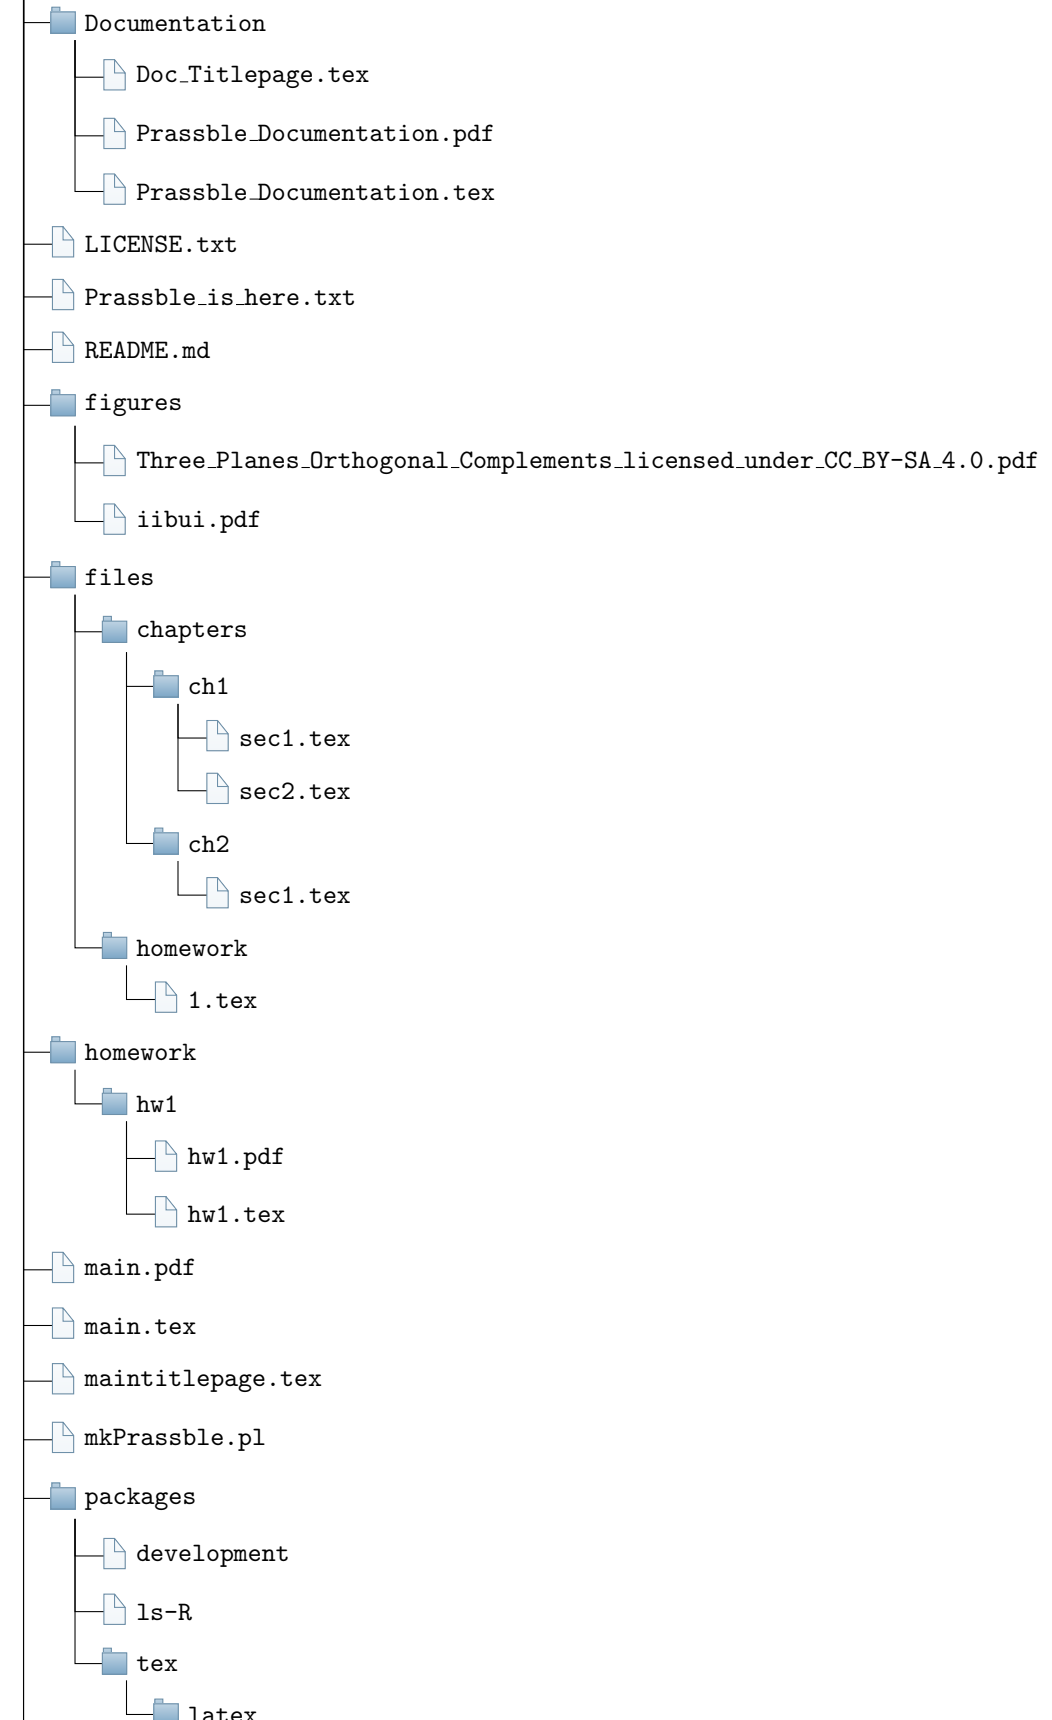 Documentation
Doc_Titlepage.tex
Prassble_Documentation.pdf
Prassble_Documentation.tex
LICENSE.txt
Prassble_is_here.txt
README.md
figures
Three_Planes_Orthogonal_Complements_licensed_under_CC_BY-SA_4.0.pdf
iibui.pdf
files
chapters
ch1
sec1.tex
sec2.tex
ch2
sec1.tex
homework
1.tex
homework
hw1
hw1.pdf
hw1.tex
main.pdf
main.tex
maintitlepage.tex
mkPrassble.pl
packages
development
ls-R
tex
latex